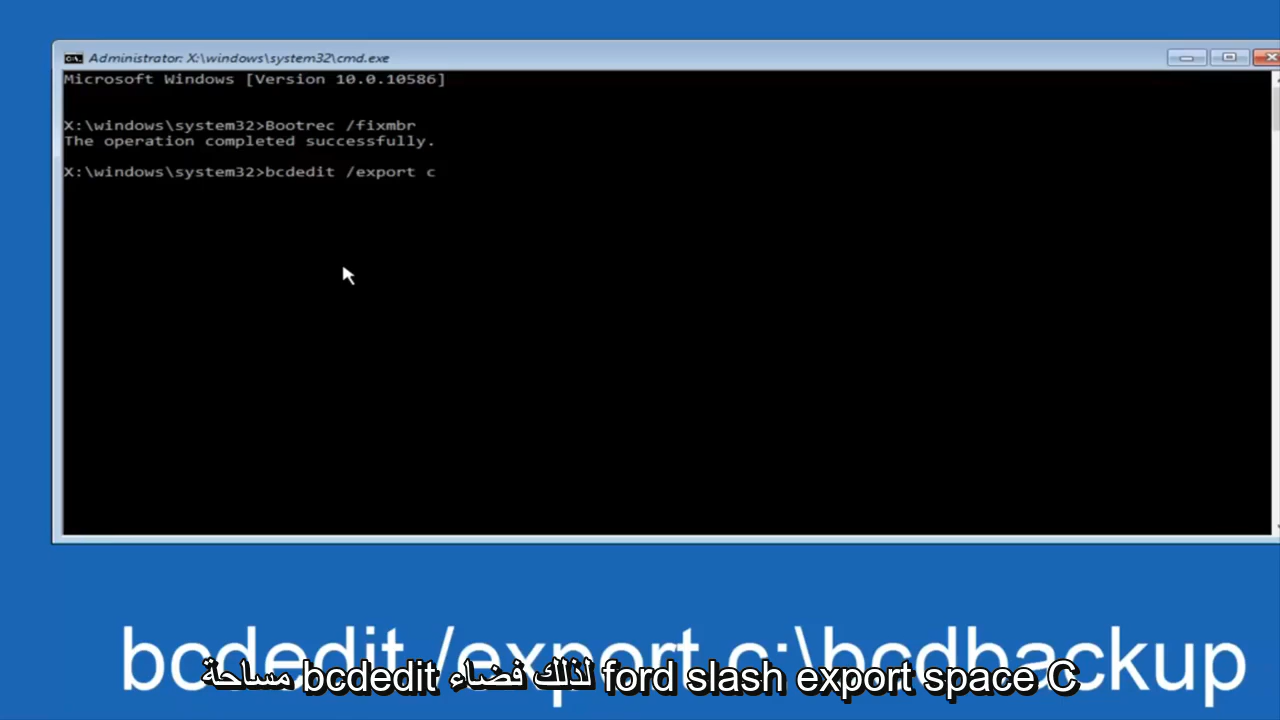 Administrator: X:\windows\system32\cmd.exe
Microsoft Windows [Version 10.0.10586]
X:\windows\system32>Bootrec /fixmbr
The operation completed successfully.
X:\windows\system32>bcdedit /export c
bcdedit /export c:\bcdbackup
مساحة bcdedit لذلك فضاء ford slash export space C